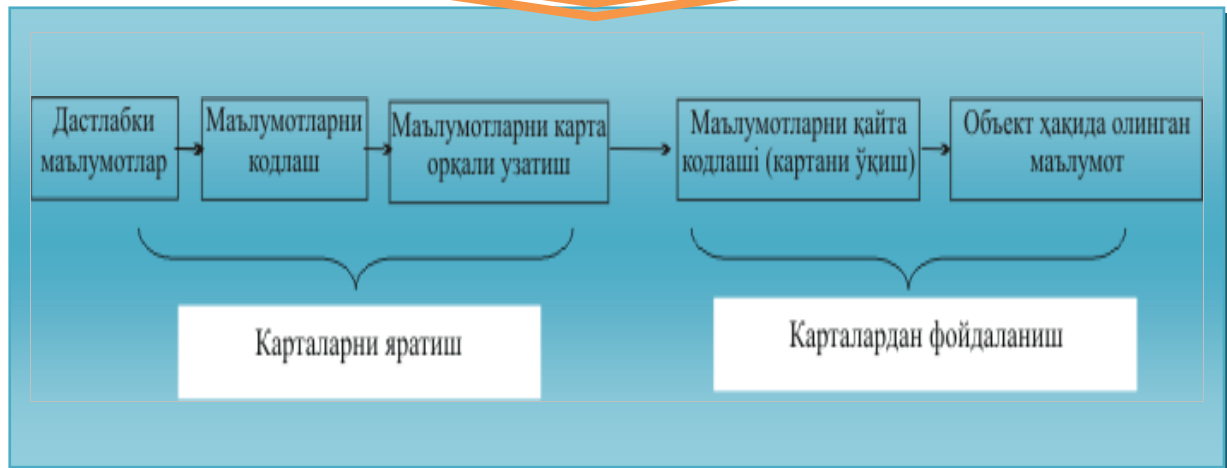 Дастлабки
маълумотлар
Маълумотларни
кодлаш
Маълумотларни карта
орқали узатиш
Маълумотларни қайта
кодлаші (картани ўқиш)
Объект ҳақида олинган
маълумот
Карталарни яратиш
Карталардан фойдаланиш